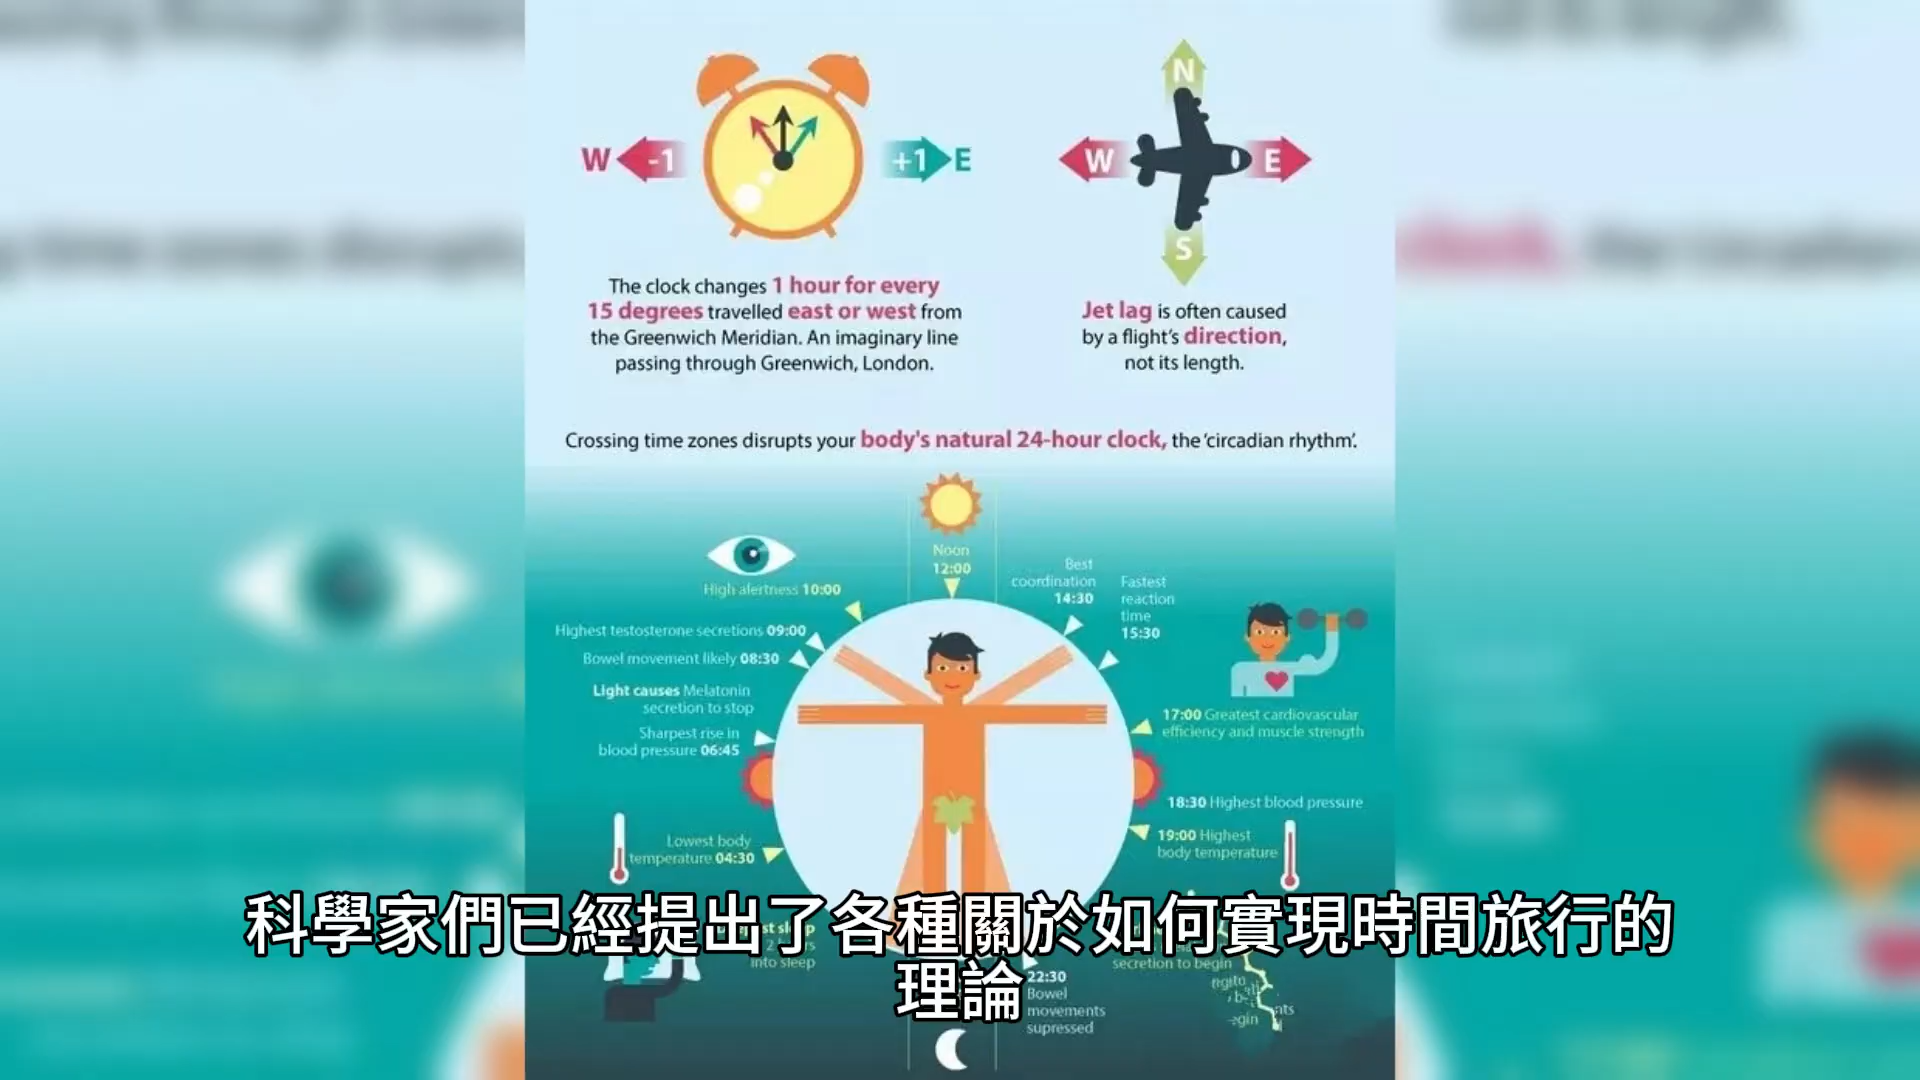 W -1 +1 E
N
W E
S
The clock changes 1 hour for every
15 degrees travelled east or west from
the Greenwich Meridian. An imaginary line
passing through Greenwich, London.
Jet lag is often caused
by a flight's direction,
not its length.
Crossing time zones disrupts your body's natural 24-hour clock, the 'circadian rhythm'.
Noon
12:00
High alertness 10:00
Highest testosterone secretions 09:00
Bowel movement likely 08:30
Light causes Melatonin
secretion to stop
Sharpest rise in
blood pressure 06:45
Lowest body
temperature 04:30
Best
coordination
14:30
Fastest
reaction
time
15:30
17:00 Greatest cardiovascular
efficiency and muscle strength
18:30 Highest blood pressure
19:00 Highest
body temperature
科學家們已經提出了各種關於如何實現時間旅行的
理論
into sleep
secretion to begin
22:30
Bowel
movements
supressed